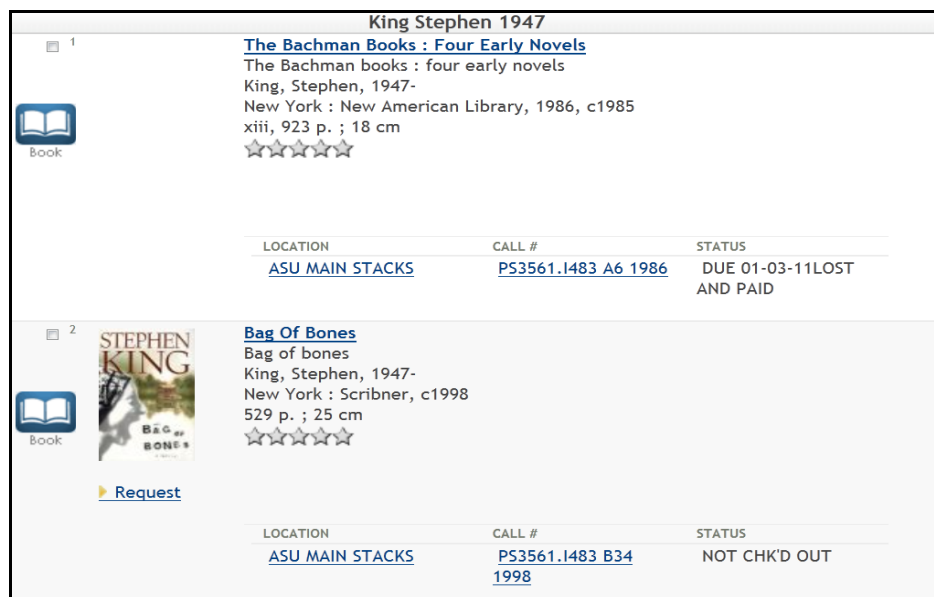 King Stephen 1947
1
The Bachman Books : Four Early Novels
The Bachman books : four early novels
King, Stephen, 1947-
New York : New American Library, 1986, c1985
xiii, 923 p. ; 18 cm
Book
LOCATION CALL # STATUS
ASU MAIN STACKS PS3561.I483 A6 1986 DUE 01-03-11LOST
AND PAID
2
STEPHEN
KING
BAG OF
BONES
Bag Of Bones
Bag of bones
King, Stephen, 1947-
New York : Scribner, c1998
529 p. ; 25 cm
Book
Request
LOCATION CALL # STATUS
ASU MAIN STACKS PS3561.I483 B34 NOT CHK'D OUT
1998